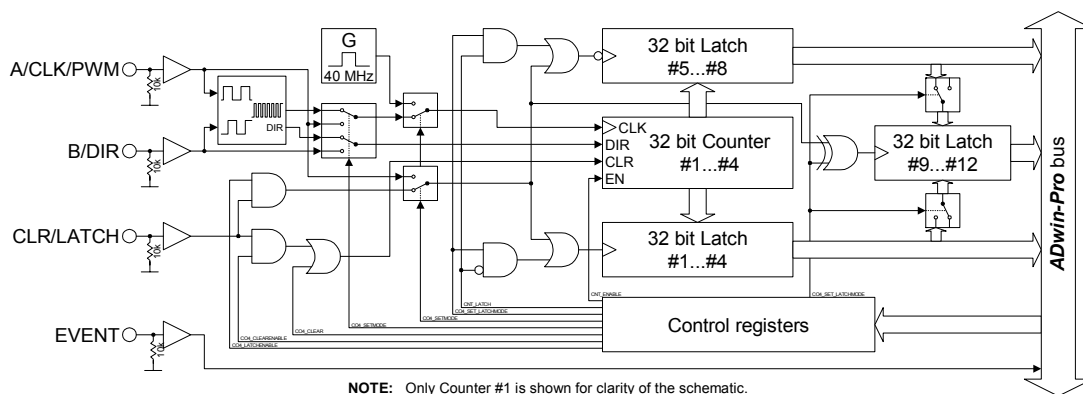 A/CLK/PWM
10k
B/DIR
10k
CLR/LATCH
10k
EVENT
10k
DIR
G
40 MHz
32 bit Latch
#5...#8
CLK
DIR
CLR
EN
32 bit Counter
#1...#4
32 bit Latch
#9...#12
32 bit Latch
#1...#4
CNT_ENABLE
CNT_LATCH
CO4_SET_LATCHMODE
CO4_SETMODE
CO4_SETMODE
CO4_CLEAR
CO4_CLEARENABLE
CO4_LATCHENABLE
CO4_SET_LATCHMODE
Control registers
ADwin-Pro bus
NOTE: Only Counter #1 is shown for clarity of the schematic.